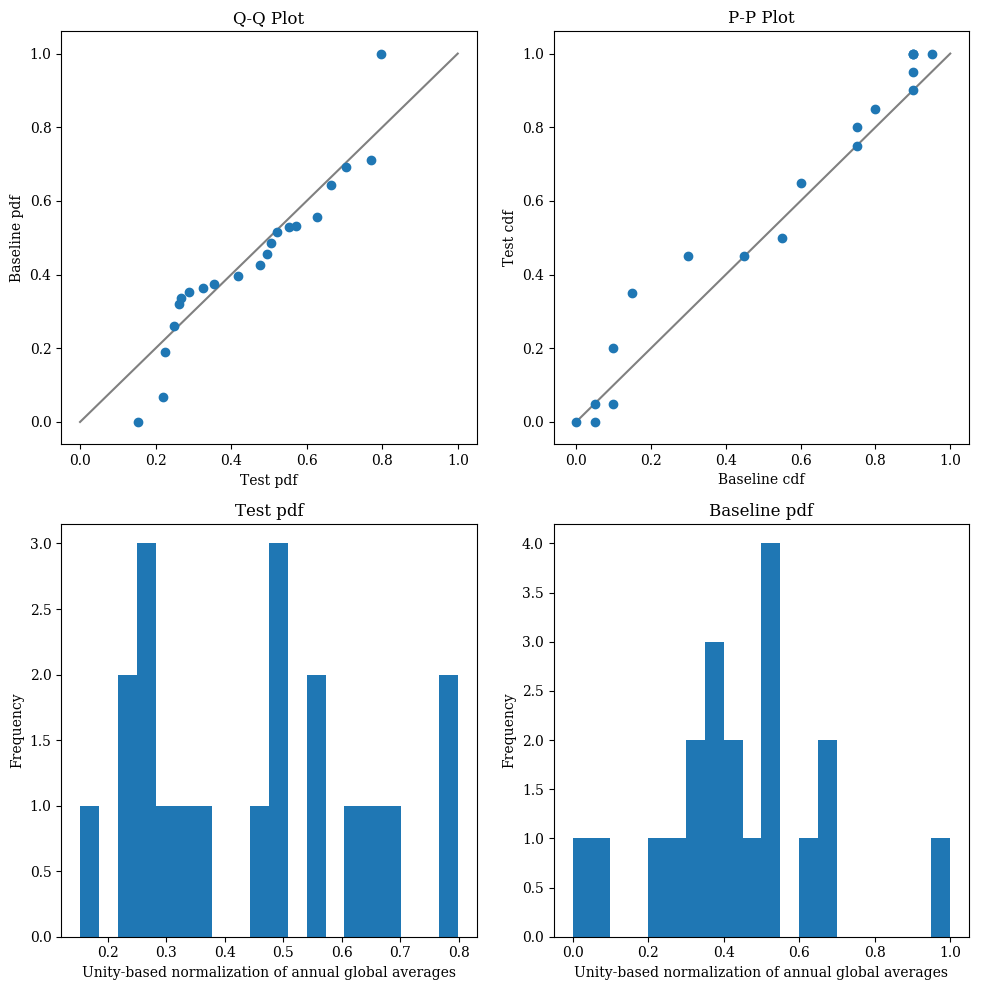 Q-Q Plot
1.0
0.8
0.6
0.4
0.2
0.0
Baseline pdf
0.0 0.2 0.4 0.6 0.8 1.0
Test pdf
P-P Plot
1.0
0.8
0.6
0.4
0.2
0.0
Test cdf
0.0 0.2 0.4 0.6 0.8 1.0
Baseline cdf
Test pdf
3.0
2.5
2.0
1.5
1.0
0.5
0.0
Frequency
0.2 0.3 0.4 0.5 0.6 0.7 0.8
Unity-based normalization of annual global averages
Baseline pdf
4.0
3.5
3.0
2.5
2.0
1.5
1.0
0.5
0.0
Frequency
0.0 0.2 0.4 0.6 0.8 1.0
Unity-based normalization of annual global averages